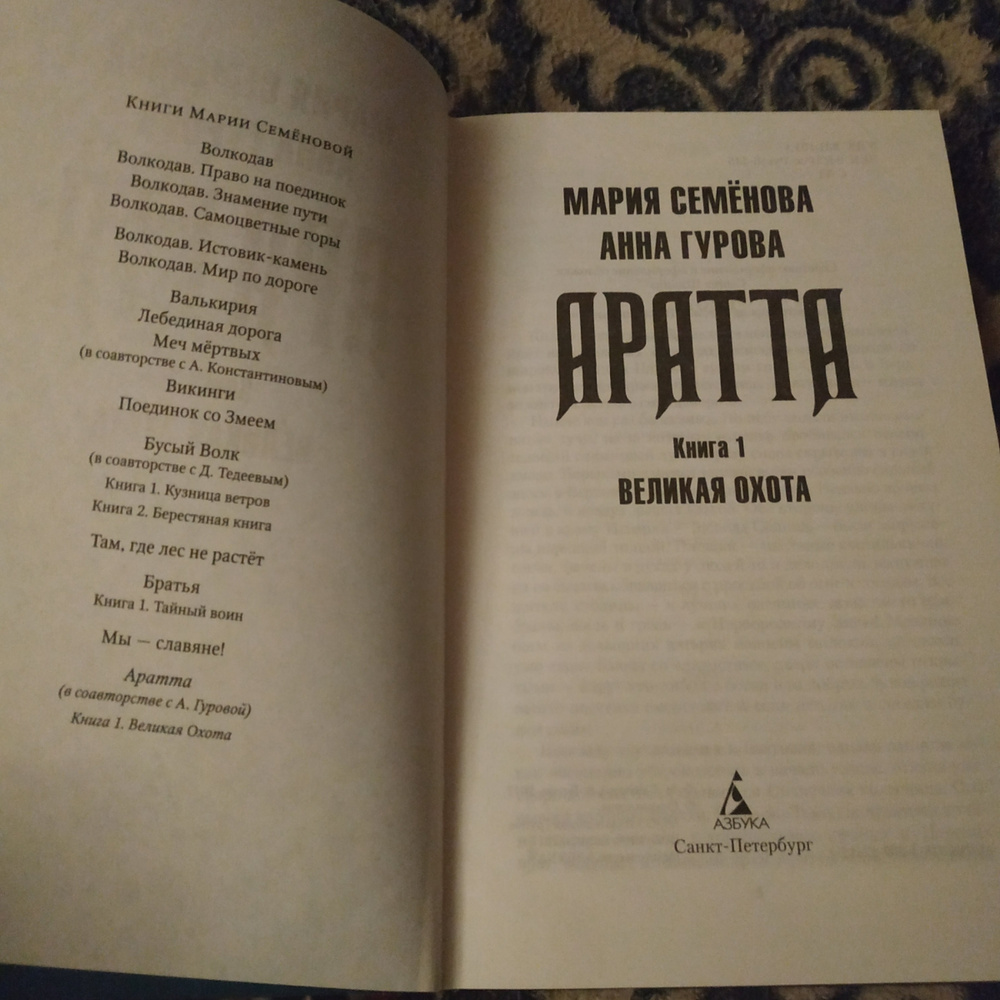 Книги Марии Семёновой
Волкодав
Волкодав. Право на поединок
Волкодав. Знамение пути
Волкодав. Самоцветные горы
Волкодав. Истовик-камень
Волкодав. Мир по дороге
Валькирия
Лебединая дорога
Меч мёртвых
(в соавторстве с А. Константиновым)
Викинги
Поединок со Змеем
Бусый Волк
(в соавторстве с Д. Тедеевым)
Книга 1. Кузница ветров
Книга 2. Берестяная книга
Там, где лес не растёт
Братья
Книга 1. Тайный воин
Мы — славяне!
Аратта
(в соавторстве с А. Гуровой)
Книга 1. Великая Охота
МАРИЯ СЕМЁНОВА
АННА ГУРОВА
АРАТТА
Книга 1
ВЕЛИКАЯ ОХОТА
АЗБУКА
Санкт-Петербург